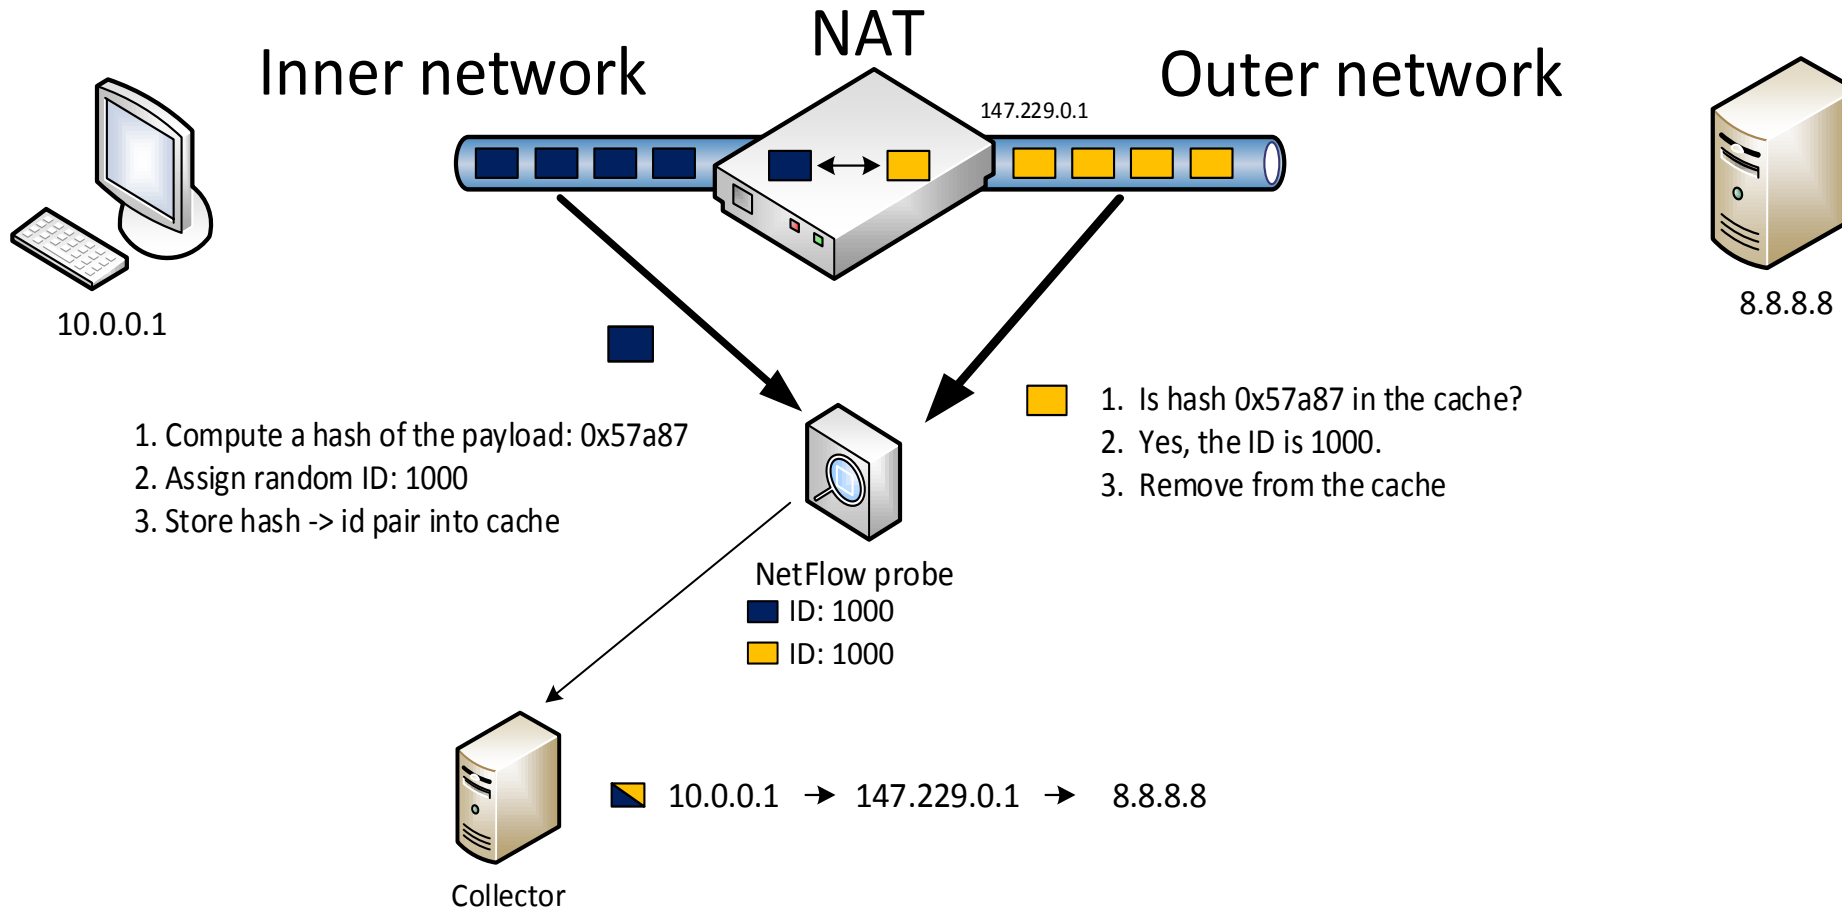 NAT
Inner network
Outer network
147.229.0.1
10.0.0.1
8.8.8.8
1. Compute a hash of the payload: 0x57a87
2. Assign random ID: 1000
3. Store hash -> id pair into cache
1. Is hash 0x57a87 in the cache?
2. Yes, the ID is 1000.
3. Remove from the cache
NetFlow probe
ID: 1000
ID: 1000
10.0.0.1 → 147.229.0.1 → 8.8.8.8
Collector